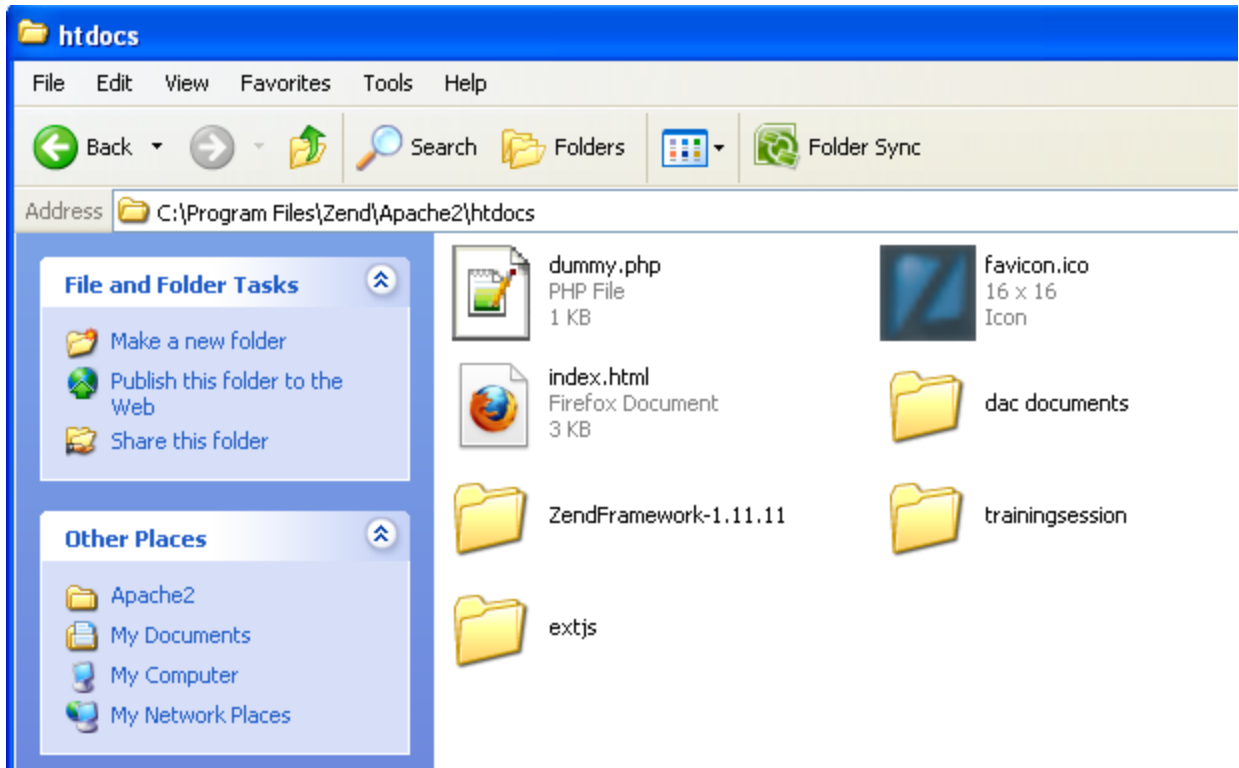 htdocs
File Edit View Favorites Tools Help
Back Search Folders Folder Sync
Address C:\Program Files\Zend\Apache2\htdocs
File and Folder Tasks
Make a new folder
Publish this folder to the
Web
Share this folder
Other Places
Apache2
My Documents
My Computer
My Network Places
dummy.php
PHP File
1 KB
favicon.ico
16 x 16
Icon
index.html
Firefox Document
3 KB
dac documents
ZendFramework-1.11.11
trainingsession
extjs